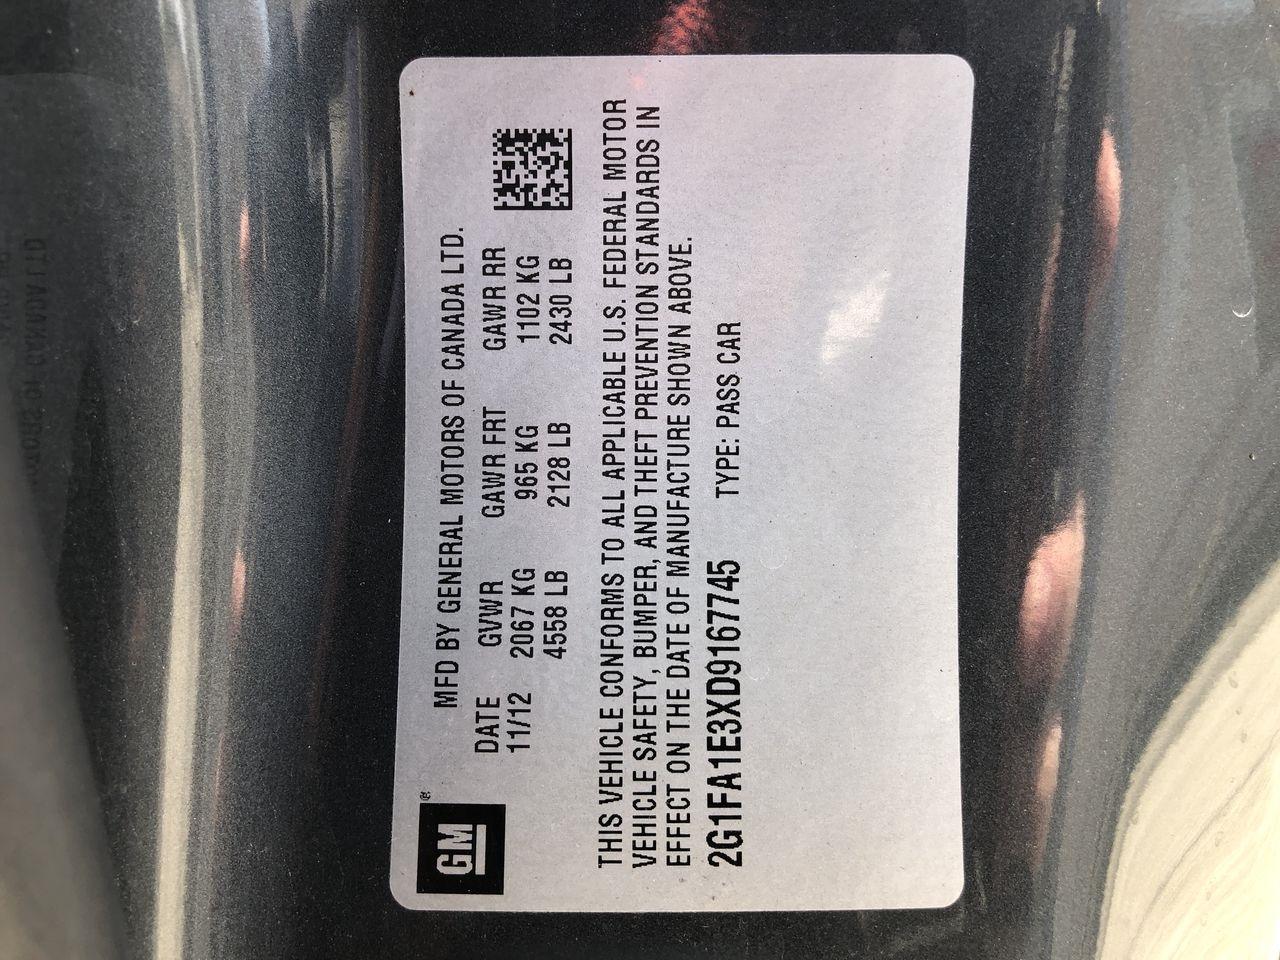 GM
®
MFD BY GENERAL MOTORS OF CANADA LTD.
DATE GVWR GAWR FRT GAWR RR
11/12 2067 KG 965 KG 1102 KG
4558 LB 2128 LB 2430 LB
THIS VEHICLE CONFORMS TO ALL APPLICABLE U.S. FEDERAL MOTOR
VEHICLE SAFETY, BUMPER, AND THEFT PREVENTION STANDARDS IN
EFFECT ON THE DATE OF MANUFACTURE SHOWN ABOVE.
2G1FA1E3XD9167745 TYPE: PASS CAR